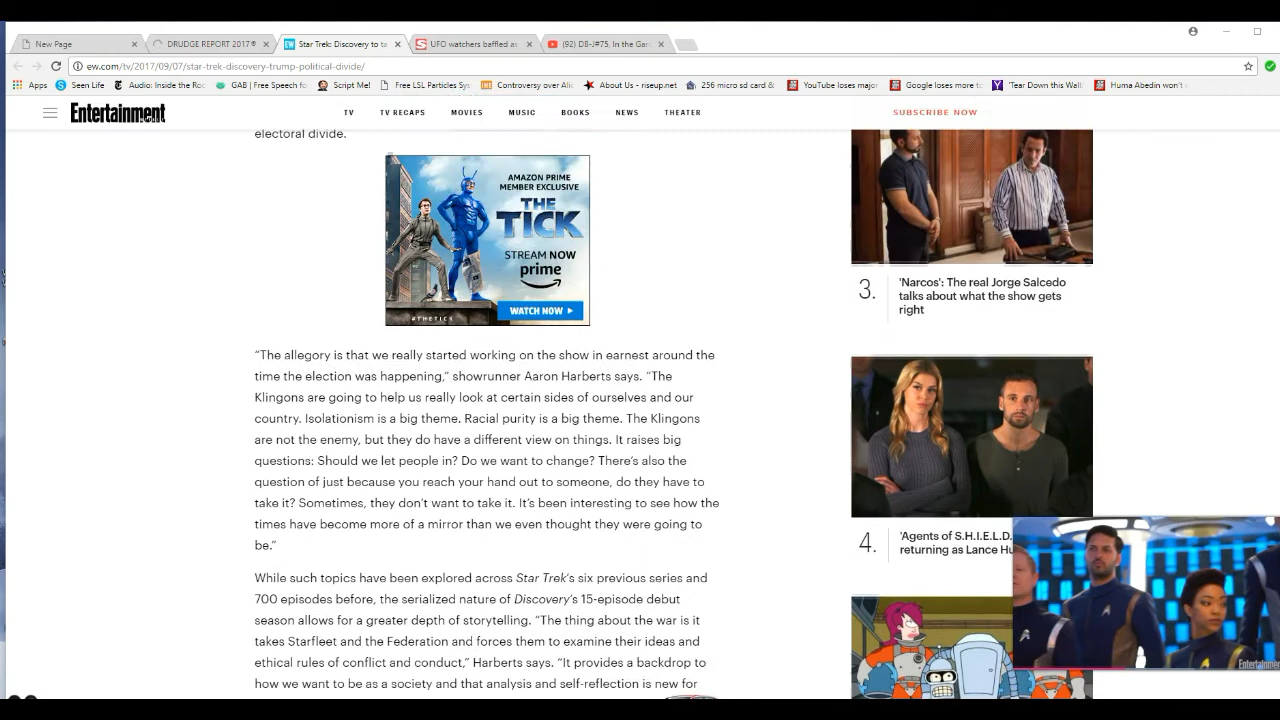 New Page
DRUDGE REPORT 2017®
Star Trek: Discovery to ta
UFO watchers baffled as
(92) DB-J#75, In the Gar
ew.com/tv/2017/09/07/star-trek-discovery-trump-political-divide/
Apps
Seen Life
Audio: Inside the Ro
GAB | Free Speech fo
Script Me!
Free LSL Particles Sys
Controversy over Alic
About Us - riseup.net
256 micro sd card &
YouTube loses major
Google loses more t
'Tear Down this Wall
Huma Abedin won't
Entertainment
TV
TV RECAPS
MOVIES
MUSIC
BOOKS
NEWS
THEATER
SUBSCRIBE NOW
electoral divide.
AMAZON PRIME
MEMBER EXCLUSIVE
THE
TICK
STREAM NOW
prime
WATCH NOW
#THETICK
“The allegory is that we really started working on the show in earnest around the
time the election was happening,” showrunner Aaron Harberts says. “The
Klingons are going to help us really look at certain sides of ourselves and our
country. Isolationism is a big theme. Racial purity is a big theme. The Klingons
are not the enemy, but they do have a different view on things. It raises big
questions: Should we let people in? Do we want to change? There’s also the
question of just because you reach your hand out to someone, do they have to
take it? Sometimes, they don’t want to take it. It’s been interesting to see how the
times have become more of a mirror than we even thought they were going to
be.”
While such topics have been explored across Star Trek’s six previous series and
700 episodes before, the serialized nature of Discovery’s 15-episode debut
season allows for a greater depth of storytelling. “The thing about the war is it
takes Starfleet and the Federation and forces them to examine their ideas and
ethical rules of conflict and conduct,” Harberts says. “It provides a backdrop to
how we want to be as a society and that analysis and self-reflection is new for
3.
'Narcos': The real Jorge Salcedo
talks about what the show gets
right
4.
'Agents of S.H.I.E.L.D.
returning as Lance Hu
Entertainment